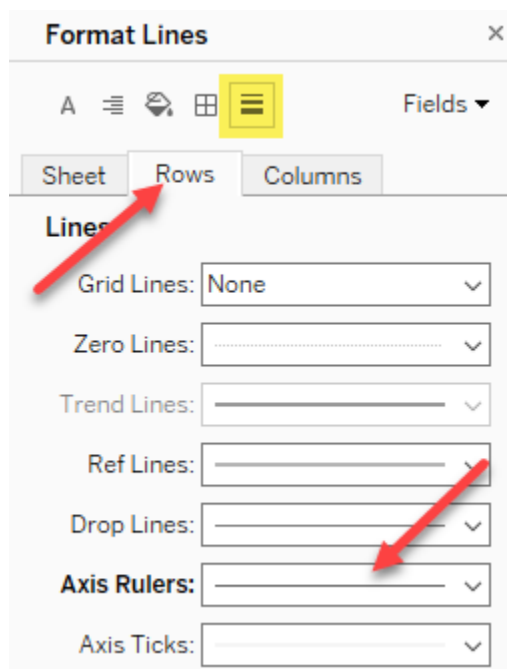 Format Lines
A Fields
Sheet Rows Columns
Lines
Grid Lines: None
Zero Lines:
Trend Lines:
Ref Lines:
Drop Lines:
Axis Rulers:
Axis Ticks: